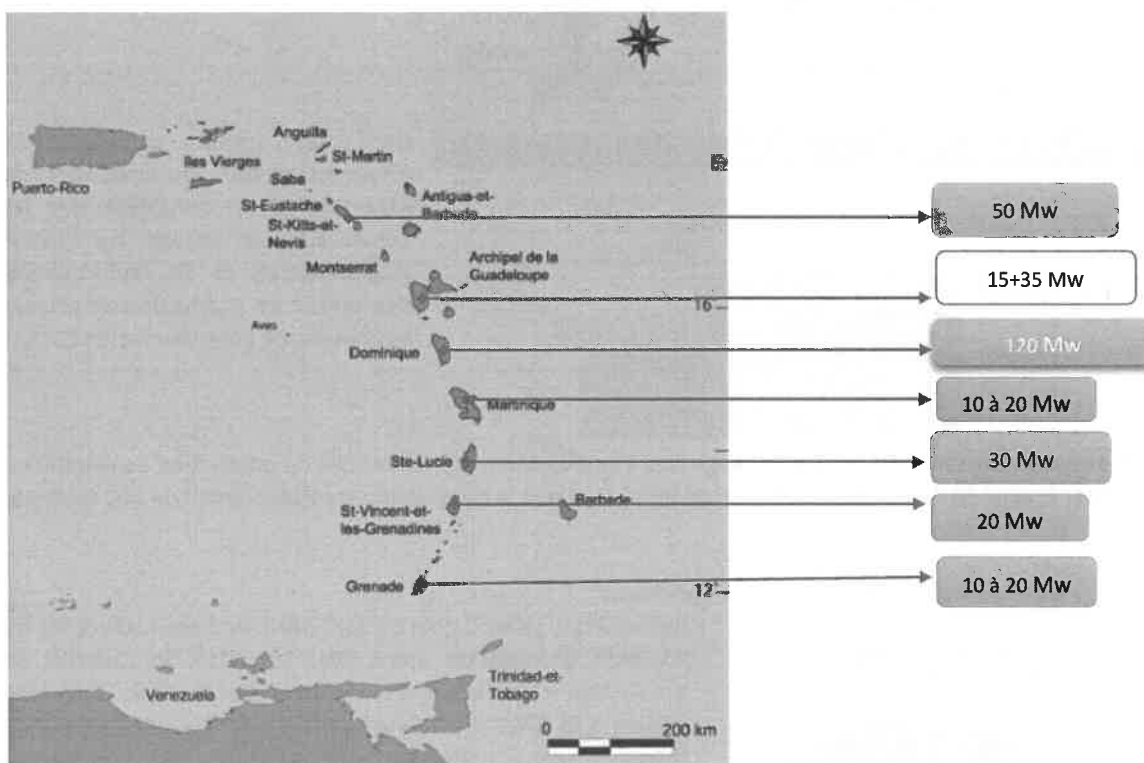 Anguilla
St-Martin
Iles Vierges
Puerto-Rico
Saba
St-Eustache
Antigua-et-
Barbuda
St-Kitts-et-
Nevis
50 Mw
Montserrat
Archipel de la
Guadeloupe
15+35 Mw
16
Aves
Dominique
120 Mw
Martinique
10 à 20 Mw
Ste-Lucie
30 Mw
St-Vincent-et-
les-Grenadines
Barbade
20 Mw
Grenade
12°
10 à 20 Mw
Venezuela
Trinidad-et-
Tobago
0 200 km